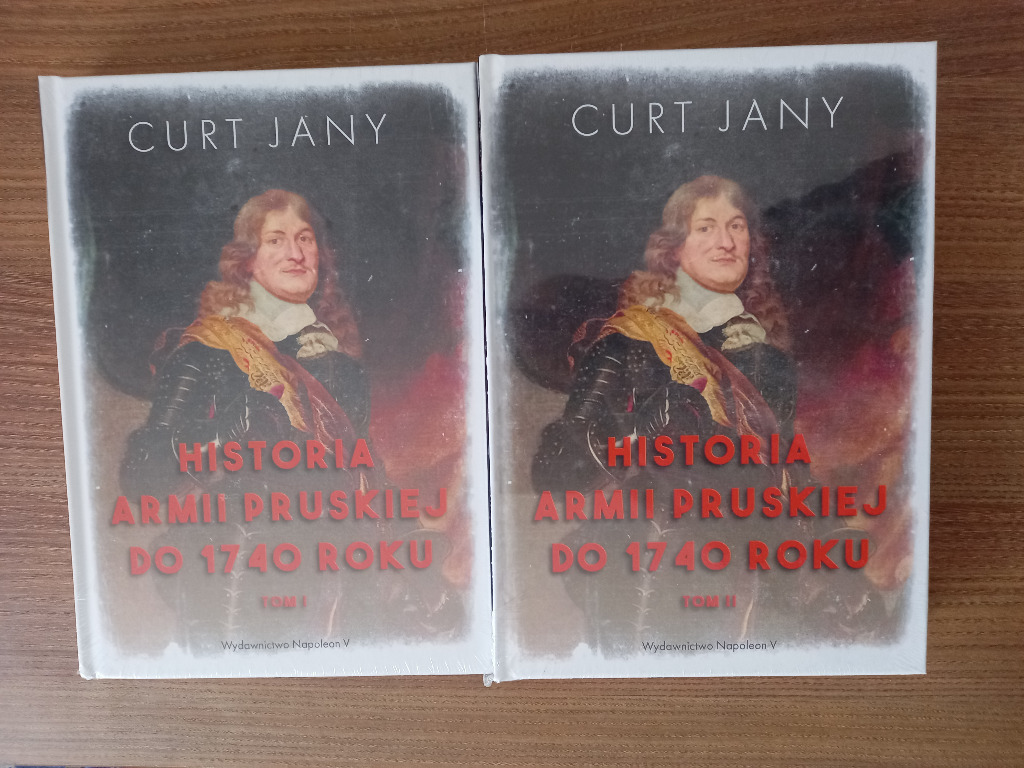 CURT JANY
HISTORIA
ARMII PRUSKIEJ
DO 1740 ROKU
TOM I
Wydawnictwo Napoleon V
CURT JANY
HISTORIA
ARMII PRUSKIEJ
DO 1740 ROKU
TOM II
Wydawnictwo Napoleon V